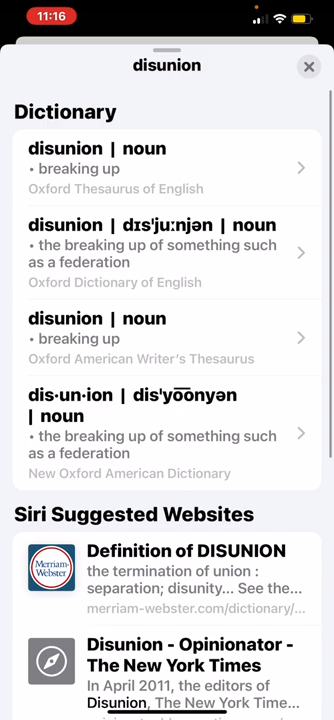 11:16
disunion
Dictionary
disunion | noun
• breaking up
Oxford Thesaurus of English
disunion | dɪsˈjuːnjən | noun
• the breaking up of something such
as a federation
Oxford Dictionary of English
disunion | noun
• breaking up
Oxford American Writer's Thesaurus
dis·un·ion | disˈyo͞onyən
| noun
• the breaking up of something such
as a federation
New Oxford American Dictionary
Siri Suggested Websites
Merriam-
Webster
Definition of DISUNION
the termination of union :
separation; disunity... See the...
merriam-webster.com/dictionary/...
Disunion - Opinionator -
The New York Times
In April 2011, the editors of
Disunion, The New York Time...